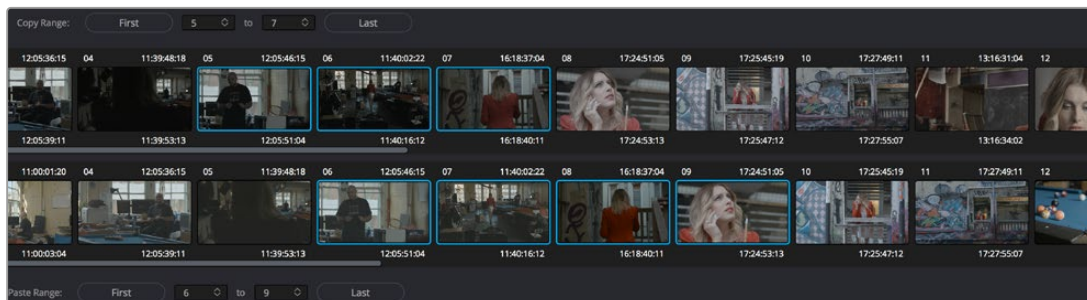 Copy Range: First 5 to 7 Last
12:05:36:15 04 11:39:48:18 05 12:05:46:15 06 11:40:02:22 07 16:18:37:04 08 17:24:51:05 09 17:25:45:19 10 17:27:49:11 11 13:16:31:04 12
12:05:39:11 11:39:53:13 12:05:51:04 11:40:16:12 16:18:40:11 17:24:53:13 17:25:47:12 17:27:55:07 13:16:34:02
11:00:01:20 04 12:05:36:15 05 11:39:48:18 06 12:05:46:15 07 11:40:02:22 08 16:18:37:04 09 17:24:51:05 10 17:25:45:19 11 17:27:49:11 12
11:00:03:04 12:05:39:11 11:39:53:13 12:05:51:04 11:40:16:12 16:18:40:11 17:24:53:13 17:25:47:12 17:27:55:07
Paste Range: First 6 to 9 Last